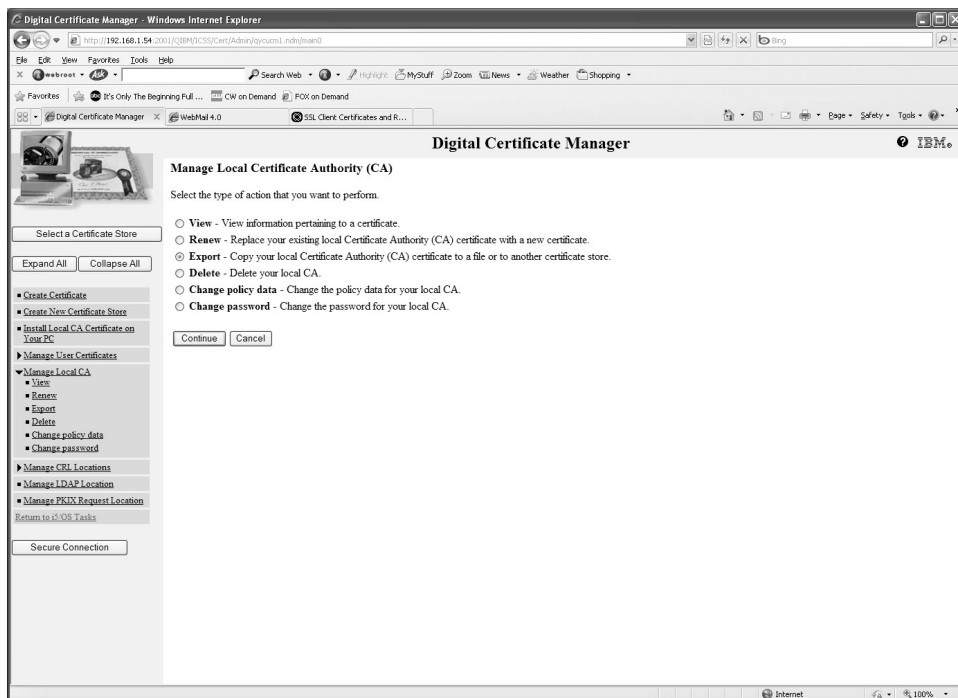 Digital Certificate Manager - Windows Internet Explorer
http://192.168.1.54:2001/QIBM/ICSS/Cert/Admin/qycucm1.ndm/main0
Bing
File Edit View Favorites Tools Help
webroot Ask Search Web Highlight MyStuff Zoom News Weather Shopping
Favorites It's Only The Beginning Full ... CW on Demand FOX on Demand
Digital Certificate Manager WebMail 4.0 SSL Client Certificates and R... Page Safety Tools
Digital Certificate Manager
IBM
Select a Certificate Store
Expand All Collapse All
Create Certificate
Create New Certificate Store
Install Local CA Certificate on
Your PC
Manage User Certificates
Manage Local CA
View
Renew
Export
Delete
Change policy data
Change password
Manage CRL Locations
Manage LDAP Location
Manage PKIX Request Location
Return to i5/OS Tasks
Secure Connection
Manage Local Certificate Authority (CA)
Select the type of action that you want to perform.
View - View information pertaining to a certificate.
Renew - Replace your existing local Certificate Authority (CA) certificate with a new certificate.
Export - Copy your local Certificate Authority (CA) certificate to a file or to another certificate store.
Delete - Delete your local CA.
Change policy data - Change the policy data for your local CA.
Change password - Change the password for your local CA.
Continue Cancel
Internet 100%